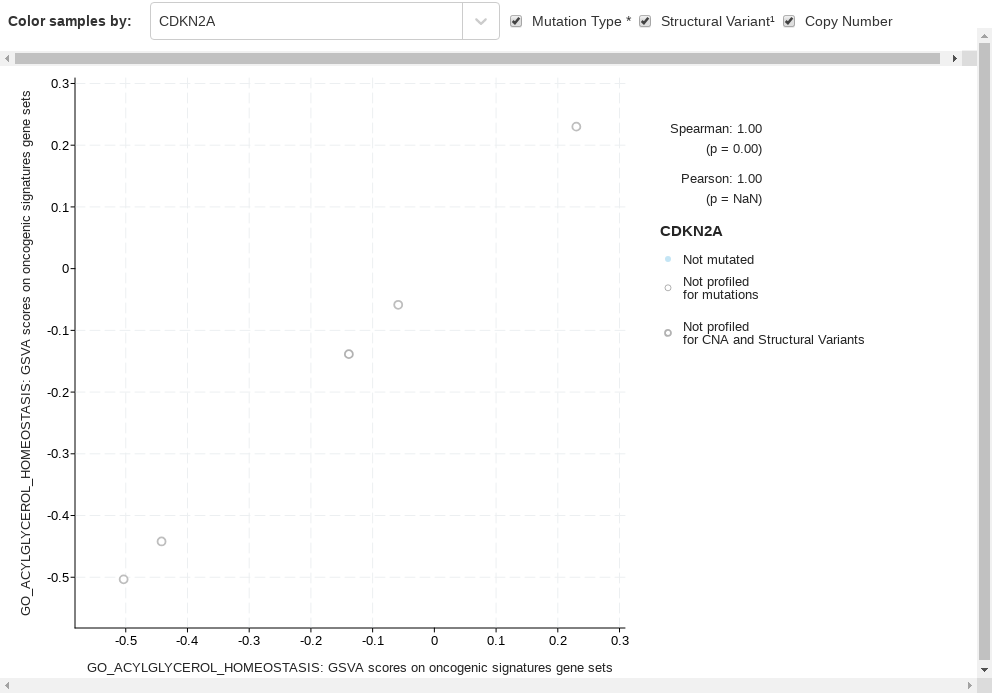 Color samples by: CDKN2A Mutation Type * Structural Variant¹ Copy Number
GO_ACYLGLYCEROL_HOMEOSTASIS: GSVA scores on oncogenic signatures gene sets
0.3
0.2
0.1
0
-0.1
-0.2
-0.3
-0.4
-0.5
-0.5 -0.4 -0.3 -0.2 -0.1 0 0.1 0.2 0.3
GO_ACYLGLYCEROL_HOMEOSTASIS: GSVA scores on oncogenic signatures gene sets
Spearman: 1.00
(p = 0.00)
Pearson: 1.00
(p = NaN)
CDKN2A
Not mutated
Not profiled
for mutations
Not profiled
for CNA and Structural Variants